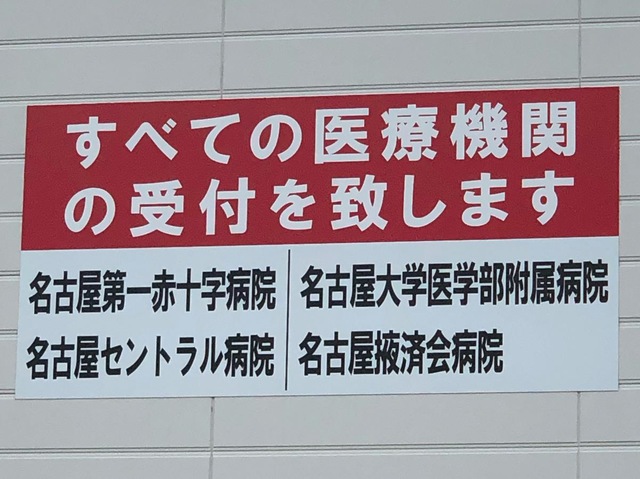 すべての医療機関
の受付を致します
名古屋第一赤十字病院
名古屋セントラル病院
名古屋大学医学部附属病院
名古屋掖済会病院